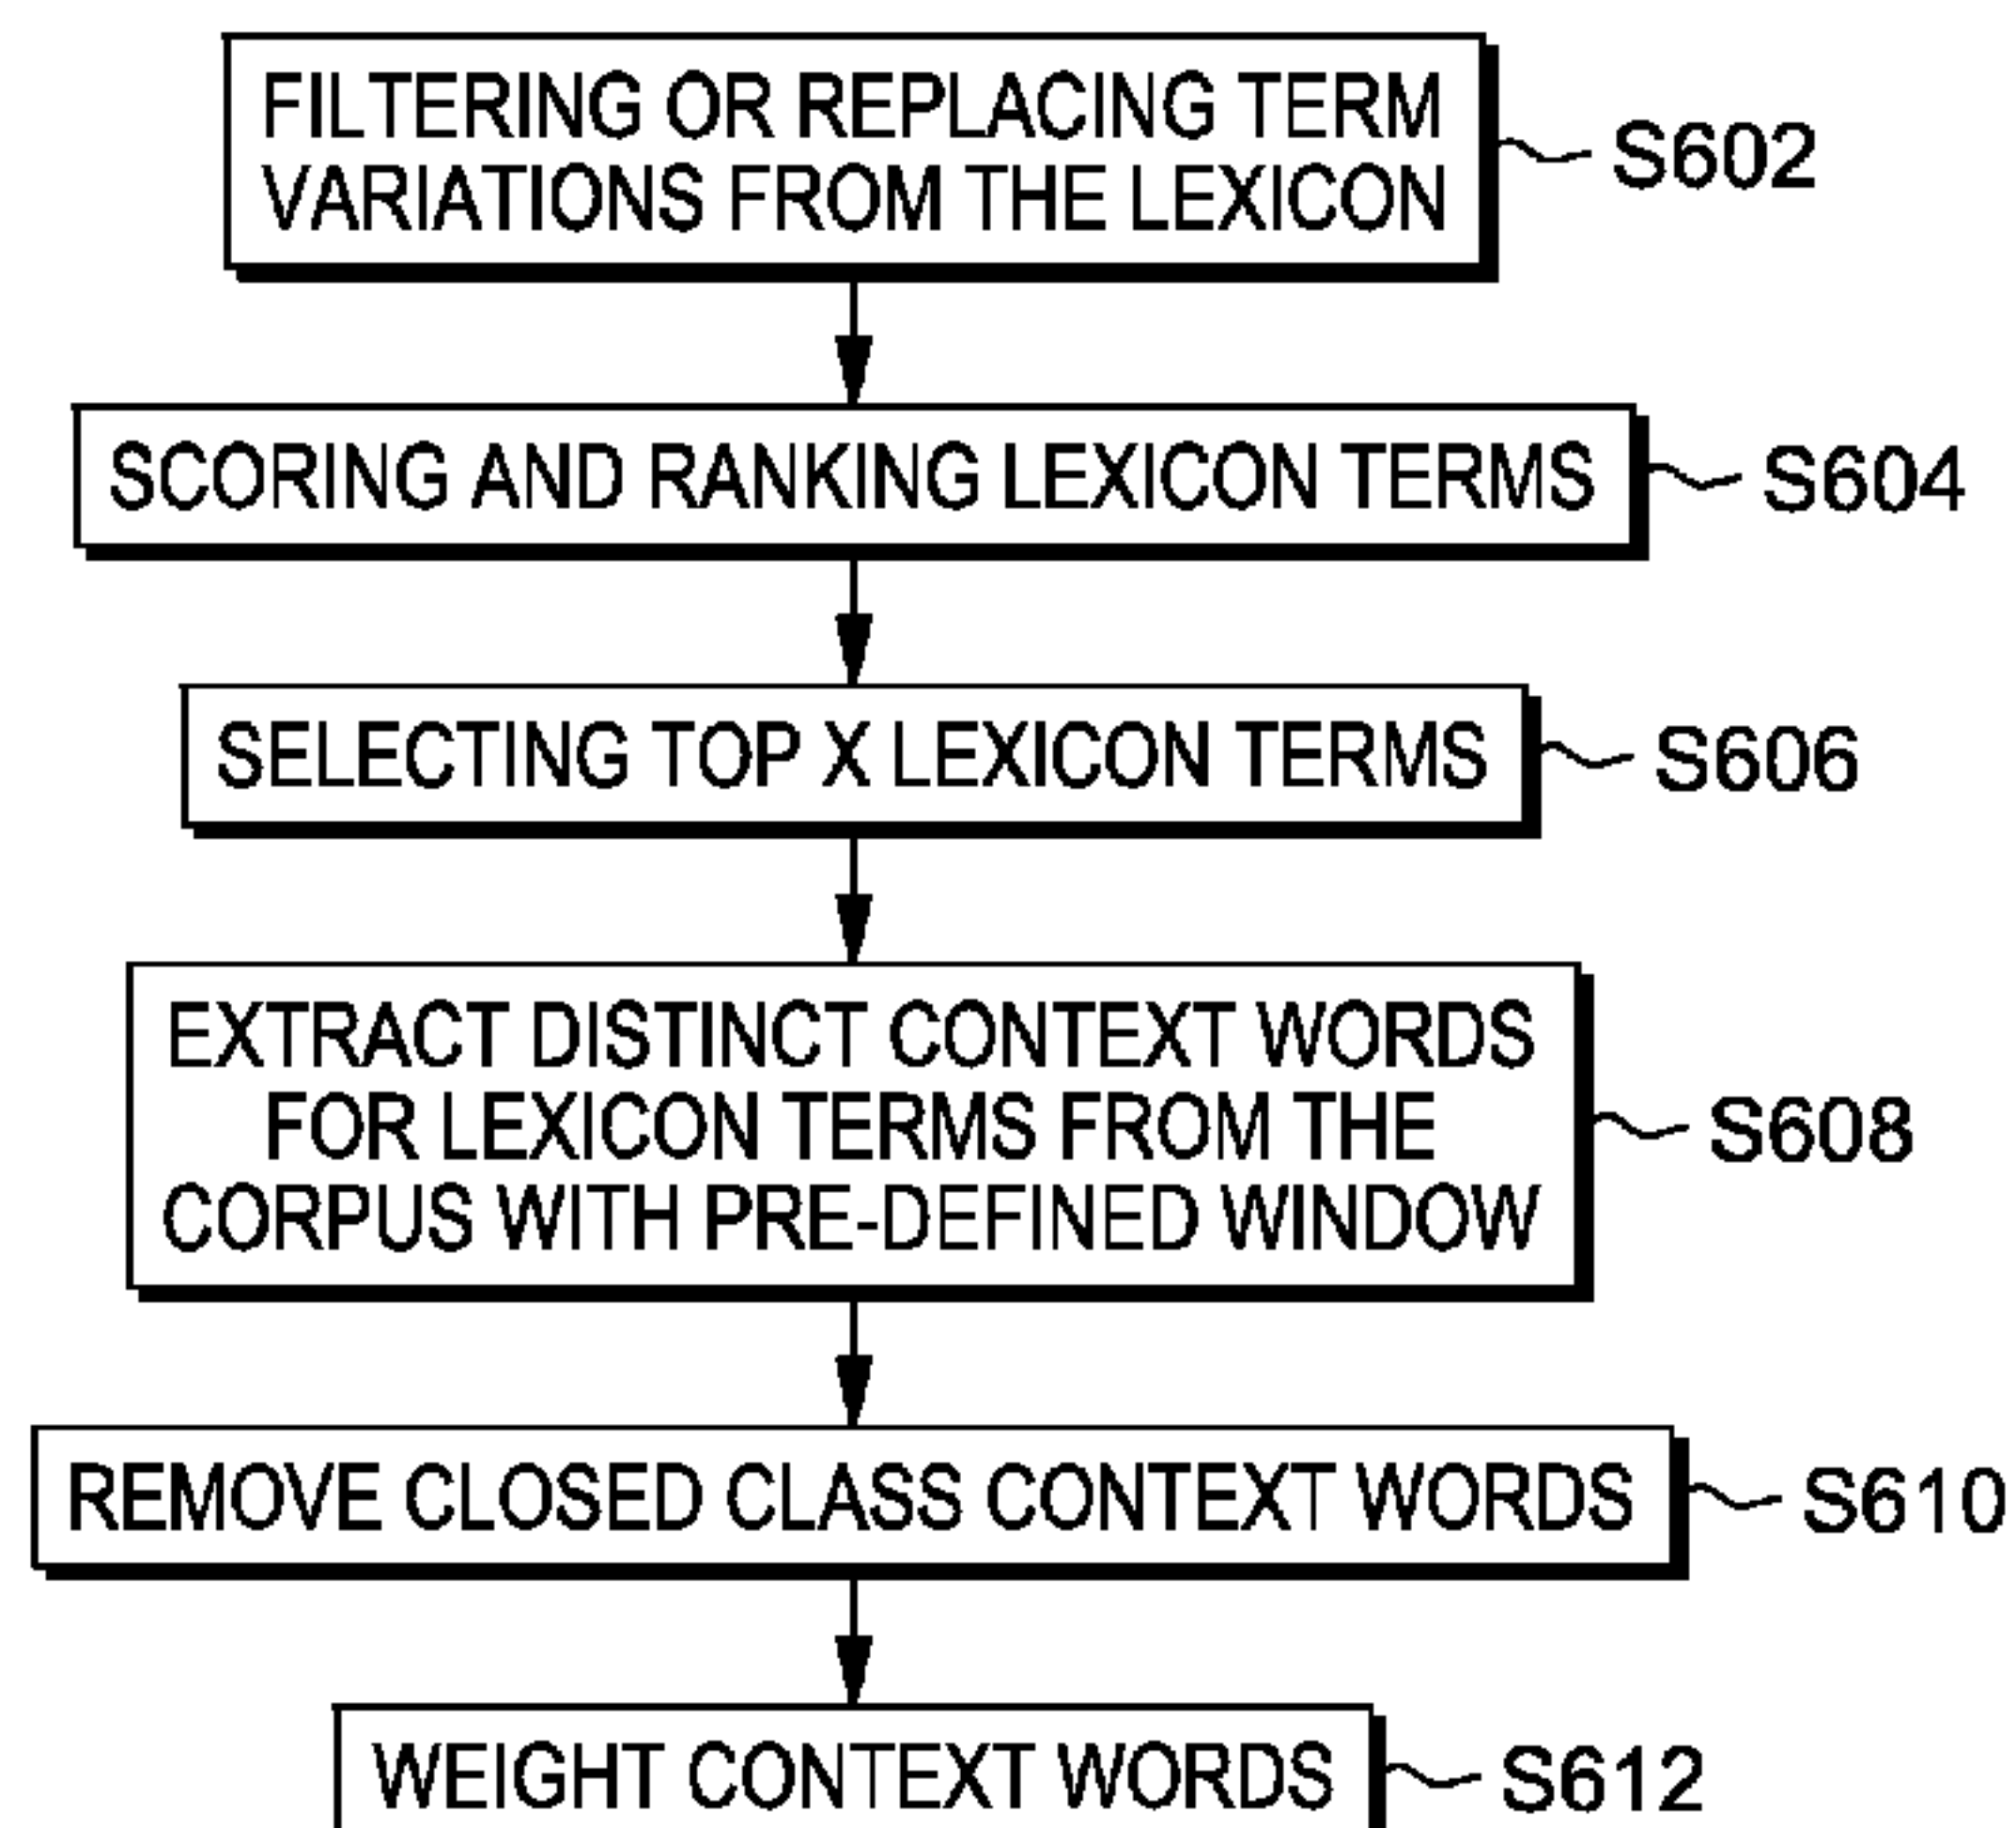 FILTERING OR REPLACING TERM
VARIATIONS FROM THE LEXICON
S602
SCORING AND RANKING LEXICON TERMS
S604
SELECTING TOP X LEXICON TERMS
S606
EXTRACT DISTINCT CONTEXT WORDS
FOR LEXICON TERMS FROM THE
CORPUS WITH PRE-DEFINED WINDOW
S608
REMOVE CLOSED CLASS CONTEXT WORDS
S610
WEIGHT CONTEXT WORDS
S612